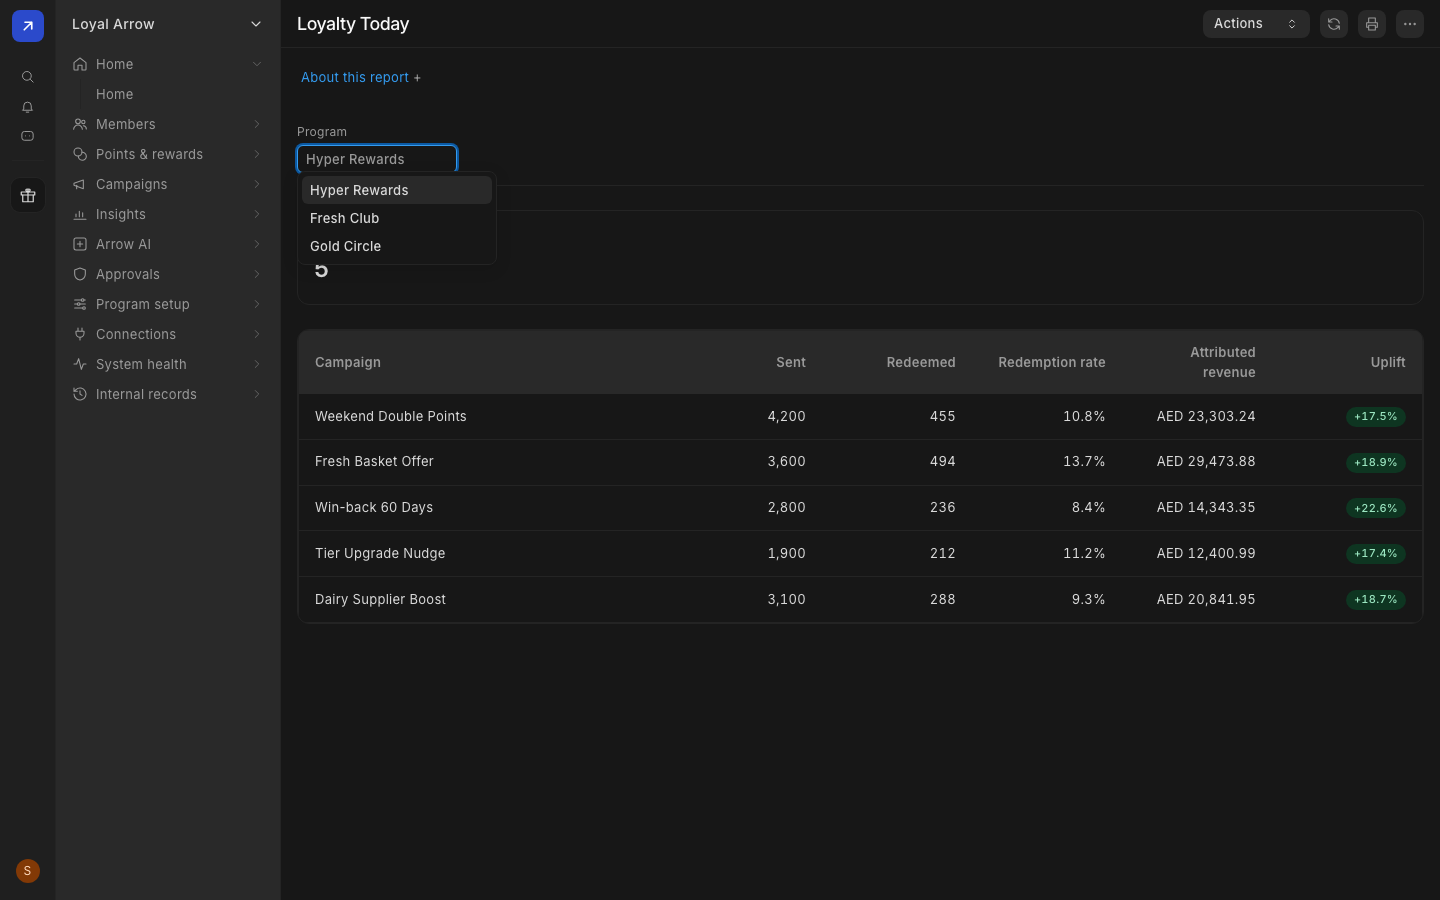 Loyal Arrow
Home
Home
Members
Points & rewards
Campaigns
Insights
Arrow AI
Approvals
Program setup
Connections
System health
Internal records
S
Loyalty Today
Actions
About this report +
Program
Hyper Rewards
Hyper Rewards
Fresh Club
Gold Circle
5
Campaign Sent Redeemed Redemption rate Attributed revenue Uplift
Weekend Double Points 4,200 455 10.8% AED 23,303.24 +17.5%
Fresh Basket Offer 3,600 494 13.7% AED 29,473.88 +18.9%
Win-back 60 Days 2,800 236 8.4% AED 14,343.35 +22.6%
Tier Upgrade Nudge 1,900 212 11.2% AED 12,400.99 +17.4%
Dairy Supplier Boost 3,100 288 9.3% AED 20,841.95 +18.7%